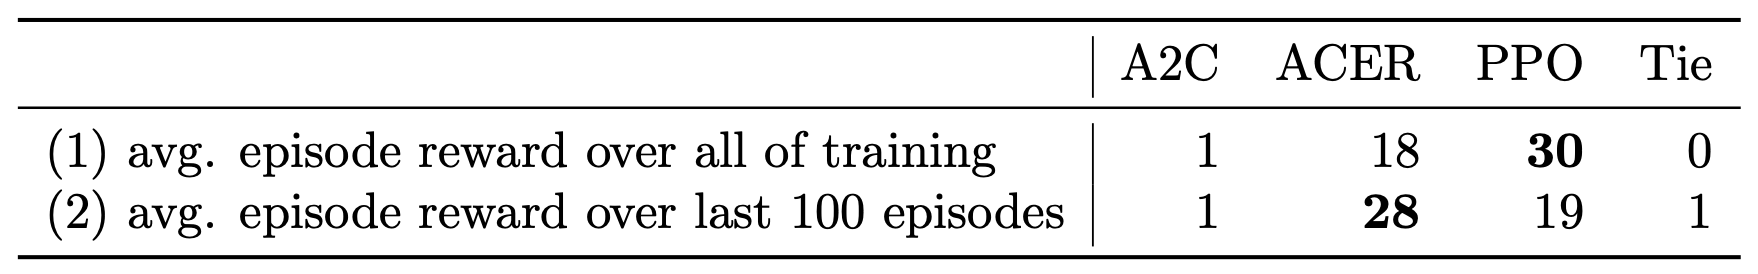 A2C ACER PPO Tie
(1) avg. episode reward over all of training 1 18 30 0
(2) avg. episode reward over last 100 episodes 1 28 19 1